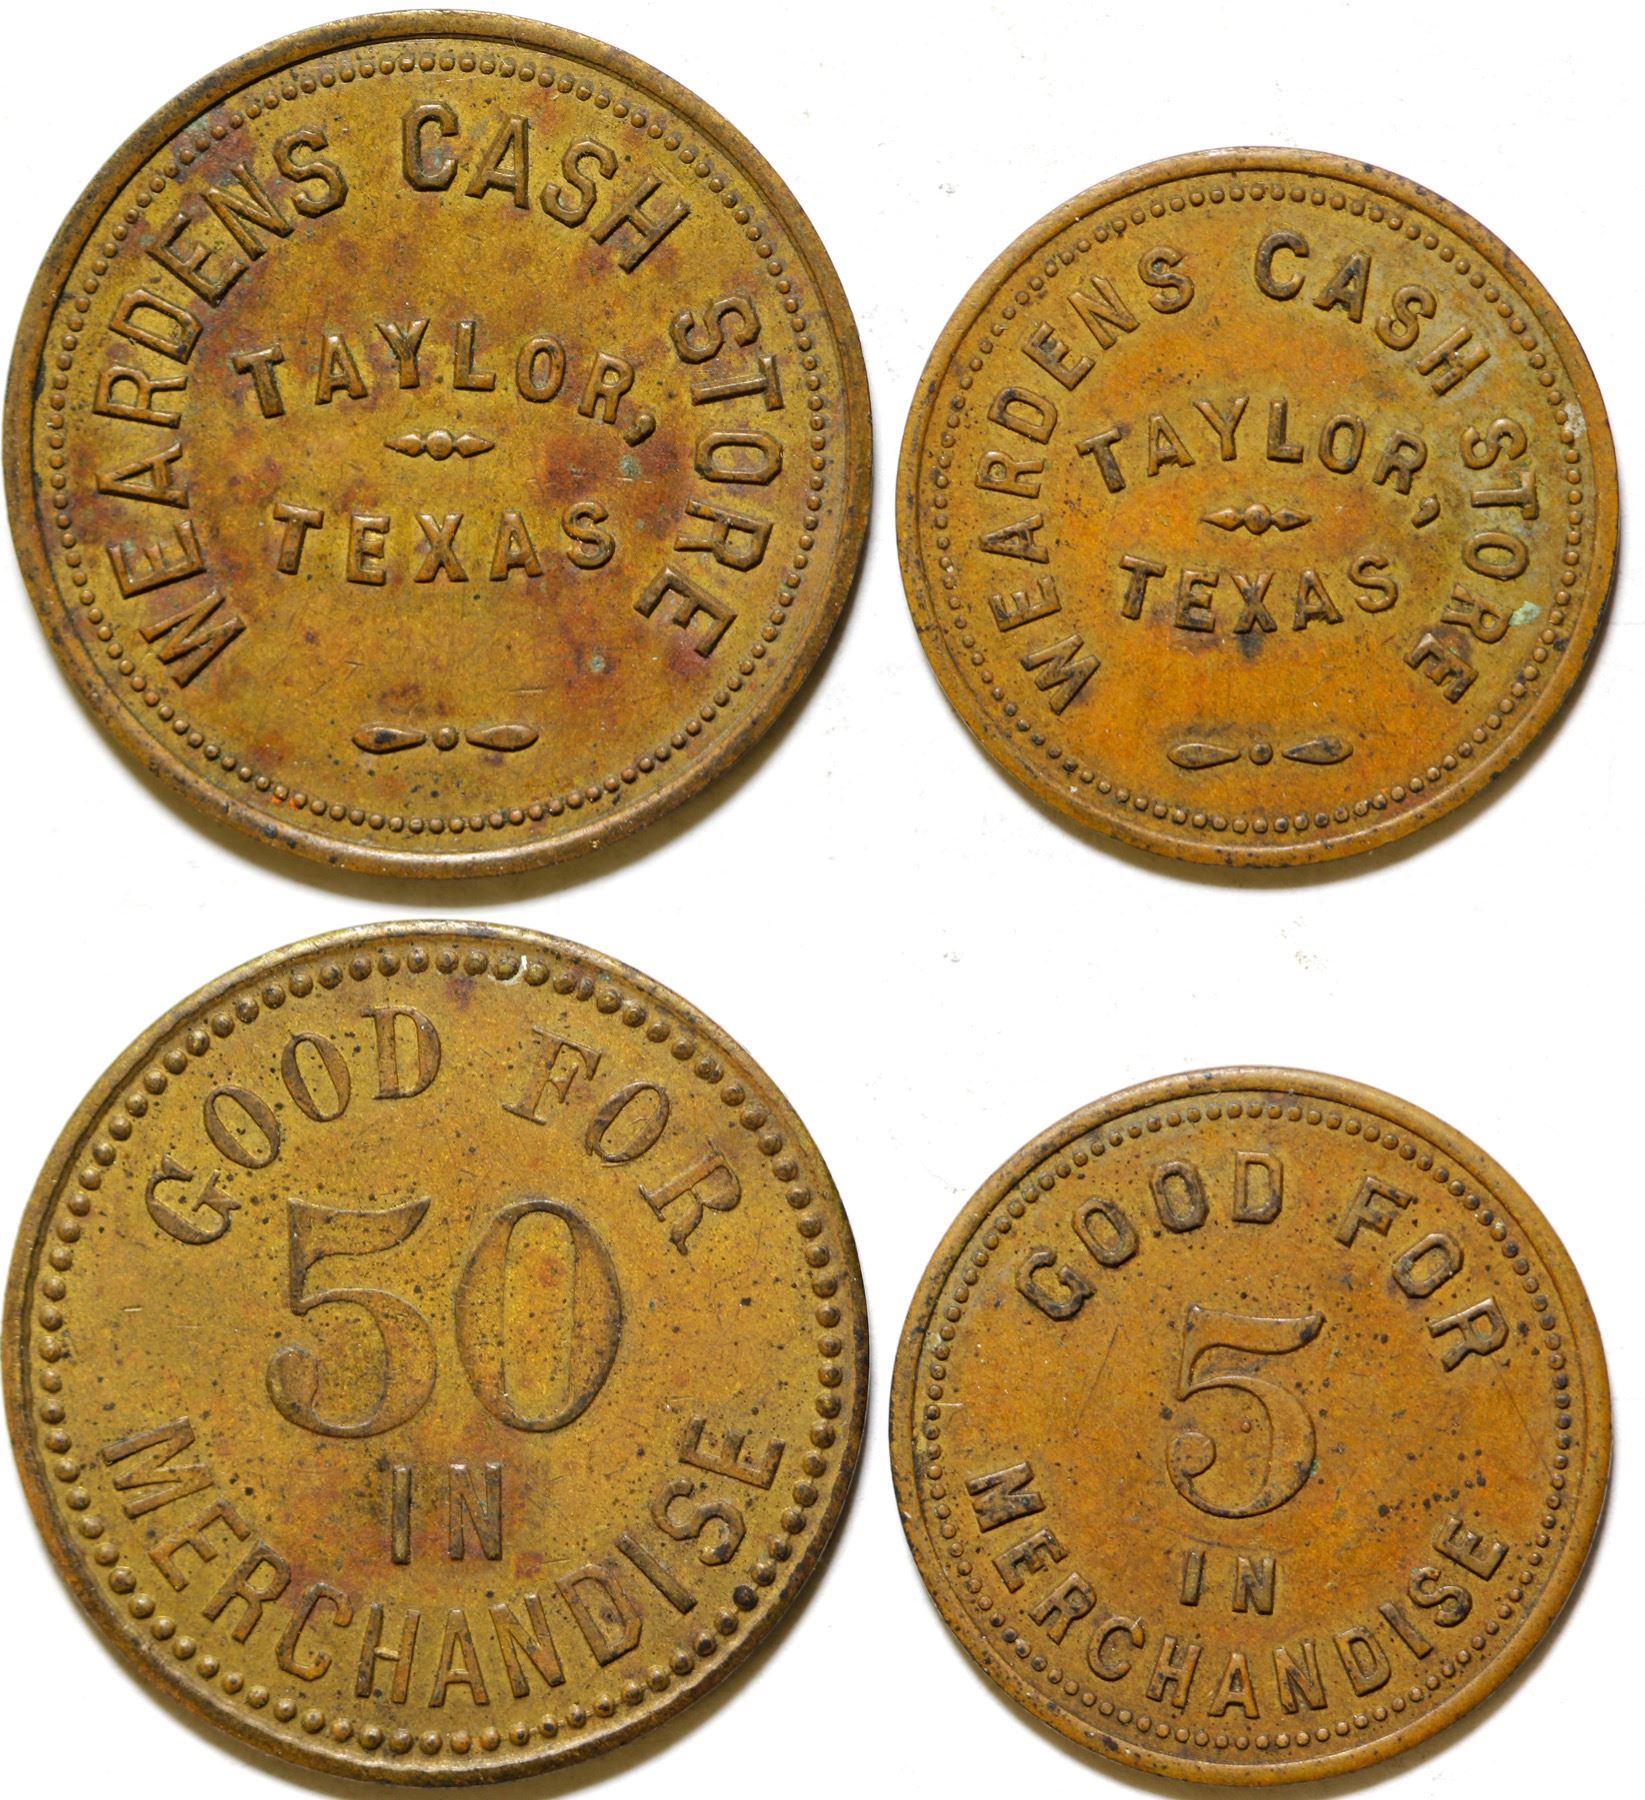 WEARDENS CASH STORE
TAYLOR,
TEXAS
WEARDENS CASH STORE
TAYLOR,
TEXAS
GOOD FOR
50
IN
MERCHANDISE
GOOD FOR
5
IN
MERCHANDISE